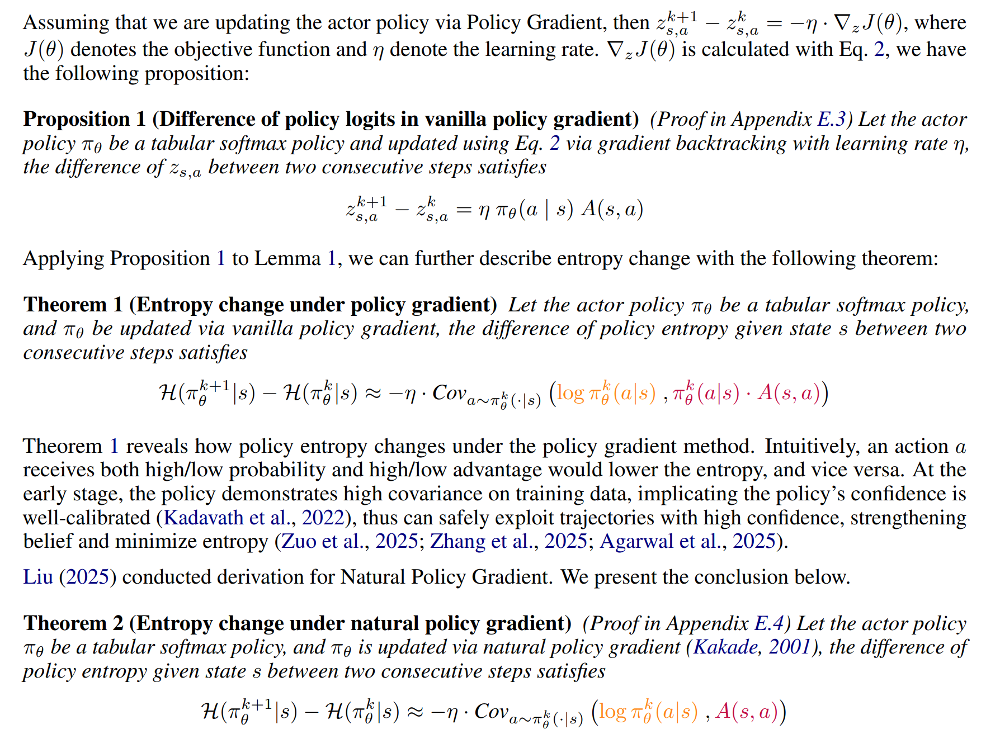 Assuming that we are updating the actor policy via Policy Gradient, then $z_{s,a}^{k+1} - z_{s,a}^{k} = -\eta \cdot \nabla_z J(\theta)$, where
$J(\theta)$ denotes the objective function and $\eta$ denote the learning rate. $\nabla_z J(\theta)$ is calculated with Eq. 2, we have
the following proposition:
Proposition 1 (Difference of policy logits in vanilla policy gradient) (Proof in Appendix E.3) Let the actor
policy $\pi_\theta$ be a tabular softmax policy and updated using Eq. 2 via gradient backtracking with learning rate $\eta$,
the difference of $z_{s,a}$ between two consecutive steps satisfies
$z_{s,a}^{k+1} - z_{s,a}^{k} = \eta \, \pi_\theta(a \mid s) \, A(s,a)$
Applying Proposition 1 to Lemma 1, we can further describe entropy change with the following theorem:
Theorem 1 (Entropy change under policy gradient) Let the actor policy $\pi_\theta$ be a tabular softmax policy,
and $\pi_\theta$ be updated via vanilla policy gradient, the difference of policy entropy given state $s$ between two
consecutive steps satisfies
$\mathcal{H}(\pi_\theta^{k+1}|s) - \mathcal{H}(\pi_\theta^{k}|s) \approx -\eta \cdot Cov_{a \sim \pi_\theta^k(\cdot|s)} \left( \log \pi_\theta^k(a|s) , \pi_\theta^k(a|s) \cdot A(s,a) \right)$
Theorem 1 reveals how policy entropy changes under the policy gradient method. Intuitively, an action $a$
receives both high/low probability and high/low advantage would lower the entropy, and vice versa. At the
early stage, the policy demonstrates high covariance on training data, implicating the policy's confidence is
well-calibrated (Kadavath et al., 2022), thus can safely exploit trajectories with high confidence, strengthening
belief and minimize entropy (Zuo et al., 2025; Zhang et al., 2025; Agarwal et al., 2025).
Liu (2025) conducted derivation for Natural Policy Gradient. We present the conclusion below.
Theorem 2 (Entropy change under natural policy gradient) (Proof in Appendix E.4) Let the actor policy
$\pi_\theta$ be a tabular softmax policy, and $\pi_\theta$ is updated via natural policy gradient (Kakade, 2001), the difference of
policy entropy given state $s$ between two consecutive steps satisfies
$\mathcal{H}(\pi_\theta^{k+1}|s) - \mathcal{H}(\pi_\theta^{k}|s) \approx -\eta \cdot Cov_{a \sim \pi_\theta^k(\cdot|s)} \left( \log \pi_\theta^k(a|s) , A(s,a) \right)$